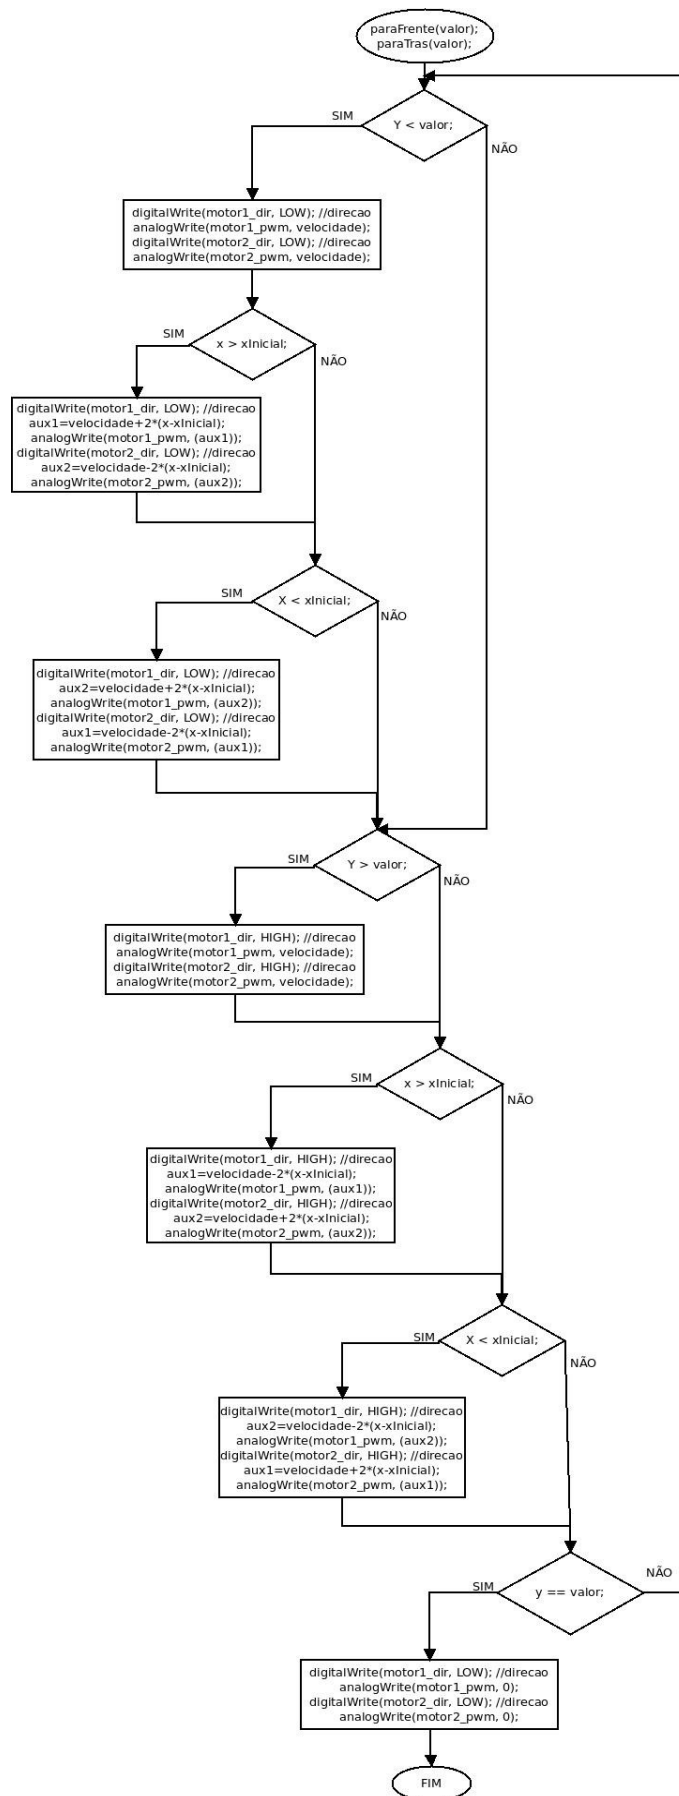 paraFrente(valor);
paraTras(valor);
SIM
Y < valor;
NÃO
digitalWrite(motor1_dir, LOW); //direcao
analogWrite(motor1_pwm, velocidade);
digitalWrite(motor2_dir, LOW); //direcao
analogWrite(motor2_pwm, velocidade);
SIM
x > xInicial;
NÃO
digitalWrite(motor1_dir, LOW); //direcao
aux1=velocidade+2*(x-xInicial);
analogWrite(motor1_pwm, (aux1));
digitalWrite(motor2_dir, LOW); //direcao
aux2=velocidade-2*(x-xInicial);
analogWrite(motor2_pwm, (aux2));
SIM
X < xInicial;
NÃO
digitalWrite(motor1_dir, LOW); //direcao
aux2=velocidade+2*(x-xInicial);
analogWrite(motor1_pwm, (aux2));
digitalWrite(motor2_dir, LOW); //direcao
aux1=velocidade-2*(x-xInicial);
analogWrite(motor2_pwm, (aux1));
SIM
Y > valor;
NÃO
digitalWrite(motor1_dir, HIGH); //direcao
analogWrite(motor1_pwm, velocidade);
digitalWrite(motor2_dir, HIGH); //direcao
analogWrite(motor2_pwm, velocidade);
SIM
x > xInicial;
NÃO
digitalWrite(motor1_dir, HIGH); //direcao
aux1=velocidade-2*(x-xInicial);
analogWrite(motor1_pwm, (aux1));
digitalWrite(motor2_dir, HIGH); //direcao
aux2=velocidade+2*(x-xInicial);
analogWrite(motor2_pwm, (aux2));
SIM
X < xInicial;
NÃO
digitalWrite(motor1_dir, HIGH); //direcao
aux2=velocidade-2*(x-xInicial);
analogWrite(motor1_pwm, (aux2));
digitalWrite(motor2_dir, HIGH); //direcao
aux1=velocidade+2*(x-xInicial);
analogWrite(motor2_pwm, (aux1));
SIM
y == valor;
NÃO
digitalWrite(motor1_dir, LOW); //direcao
analogWrite(motor1_pwm, 0);
digitalWrite(motor2_dir, LOW); //direcao
analogWrite(motor2_pwm, 0);
FIM